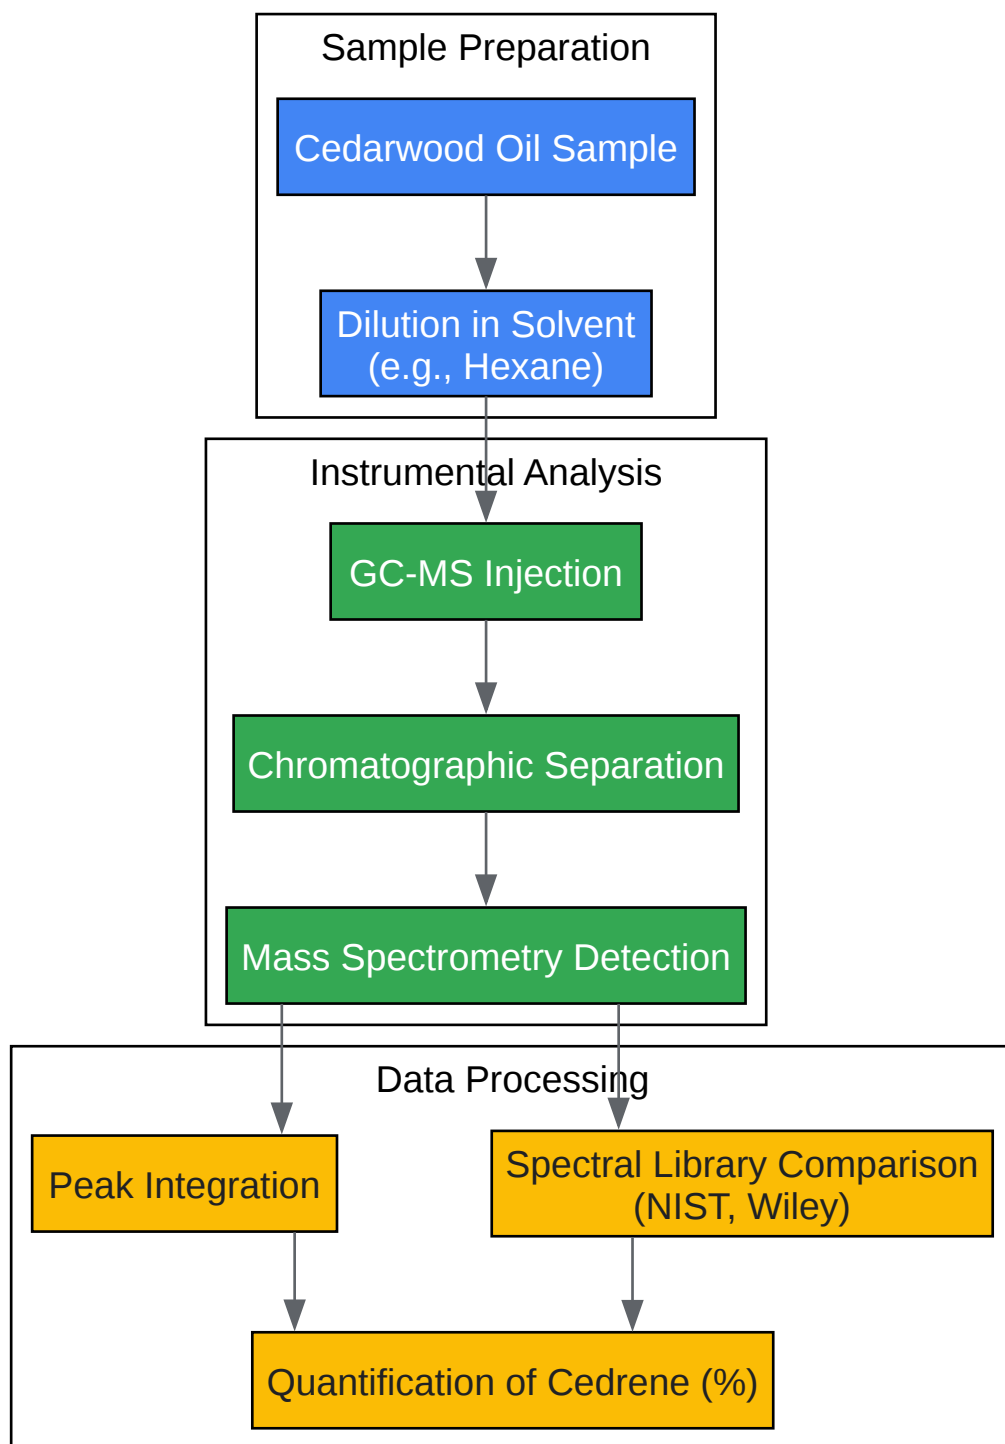 Sample Preparation
Cedarwood Oil Sample
Dilution in Solvent
(e.g., Hexane)
Instrumental Analysis
GC-MS Injection
Chromatographic Separation
Mass Spectrometry Detection
Data Processing
Peak Integration
Spectral Library Comparison
(NIST, Wiley)
Quantification of Cedrene (%)